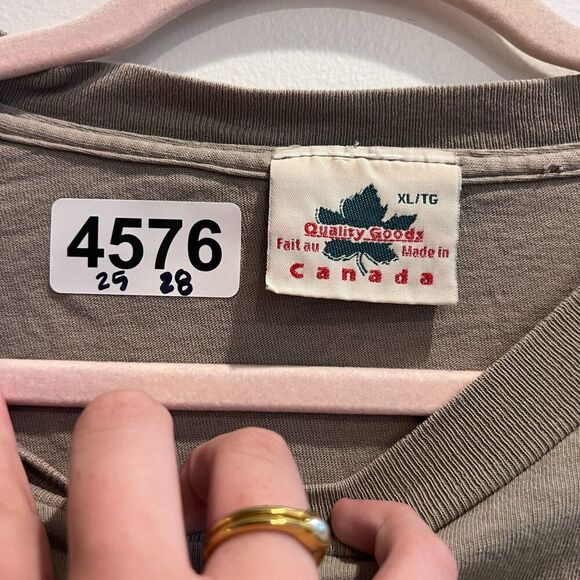 4576
25 28
XL/TG
Quality Goods
Fait au Made in
Canada